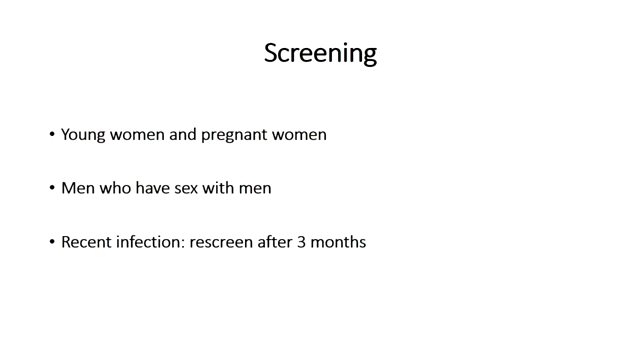 Screening
• Young women and pregnant women
• Men who have sex with men
• Recent infection: rescreen after 3 months